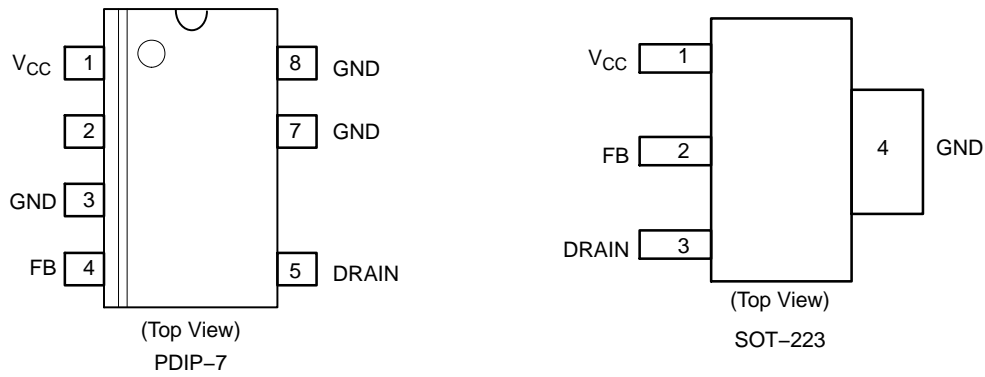 VCC 1 8 GND
2 7 GND
GND 3
FB 4 5 DRAIN
(Top View)
PDIP−7
VCC 1
FB 2 4 GND
DRAIN 3
(Top View)
SOT−223